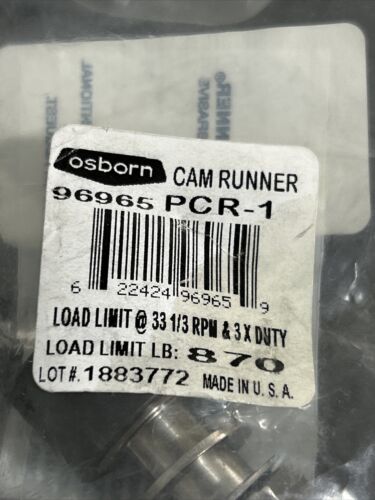 osborn CAM RUNNER
96965 PCR-1
6 22424 96965 9
LOAD LIMIT @ 33 1/3 RPM & 3 X DUTY
LOAD LIMIT LB: 870
LOT #. 1883772 MADE IN U. S. A.